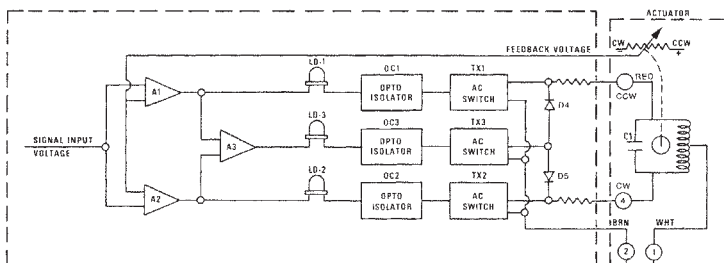 ACTUATOR
CW
CCW
–
+
FEEDBACK VOLTAGE
LD-1
OC1
TX1
A1
OPTO
ISOLATOR
AC
SWITCH
RED
CCW
D4
SIGNAL INPUT
VOLTAGE
LD-3
OC3
TX3
C1
A3
OPTO
ISOLATOR
AC
SWITCH
LD-2
OC2
TX2
D5
A2
OPTO
ISOLATOR
AC
SWITCH
CW
4
BRN
WHT
2
1